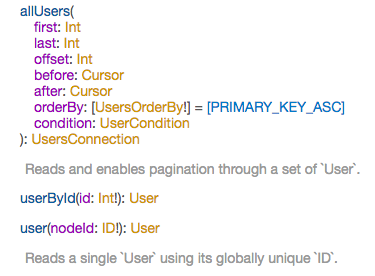 allUsers(
first: Int
last: Int
offset: Int
before: Cursor
after: Cursor
orderBy: [UsersOrderBy!] = [PRIMARY_KEY_ASC]
condition: UserCondition
): UsersConnection
Reads and enables pagination through a set of `User`.
userById(id: Int!): User
user(nodeId: ID!): User
Reads a single `User` using its globally unique `ID`.